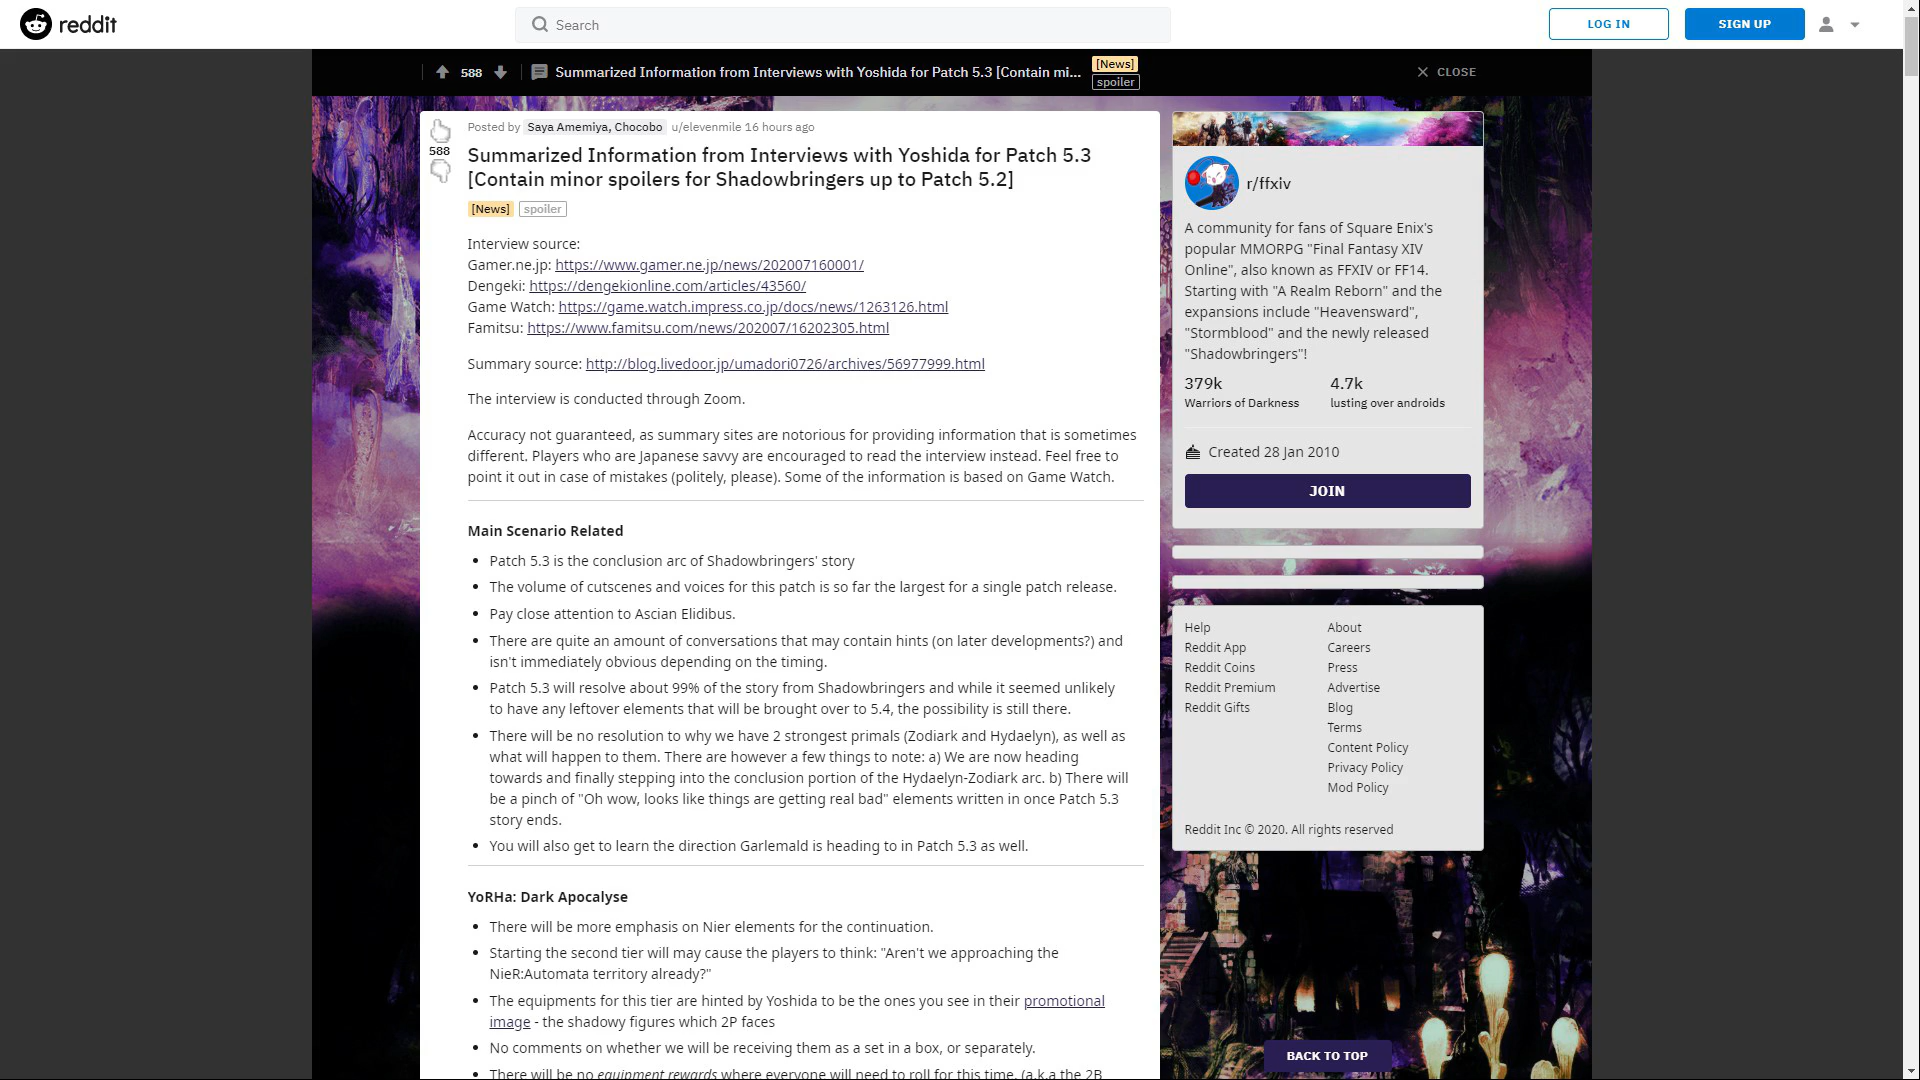 reddit
Search
LOG IN
SIGN UP
588
Summarized Information from Interviews with Yoshida for Patch 5.3 [Contain mi...
[News]
spoiler
CLOSE
Posted by Saya Amemiya, Chocobo u/elevenmile 16 hours ago
588
Summarized Information from Interviews with Yoshida for Patch 5.3
[Contain minor spoilers for Shadowbringers up to Patch 5.2]
[News] spoiler
Interview source:
Gamer.ne.jp: https://www.gamer.ne.jp/news/202007160001/
Dengeki: https://dengekionline.com/articles/43560/
Game Watch: https://game.watch.impress.co.jp/docs/news/1263126.html
Famitsu: https://www.famitsu.com/news/202007/16202305.html
Summary source: http://blog.livedoor.jp/umadori0726/archives/56977999.html
The interview is conducted through Zoom.
Accuracy not guaranteed, as summary sites are notorious for providing information that is sometimes
different. Players who are Japanese savvy are encouraged to read the interview instead. Feel free to
point it out in case of mistakes (politely, please). Some of the information is based on Game Watch.
Main Scenario Related
• Patch 5.3 is the conclusion arc of Shadowbringers' story
• The volume of cutscenes and voices for this patch is so far the largest for a single patch release.
• Pay close attention to Ascian Elidibus.
• There are quite an amount of conversations that may contain hints (on later developments?) and
isn't immediately obvious depending on the timing.
• Patch 5.3 will resolve about 99% of the story from Shadowbringers and while it seemed unlikely
to have any leftover elements that will be brought over to 5.4, the possibility is still there.
• There will be no resolution to why we have 2 strongest primals (Zodiark and Hydaelyn), as well as
what will happen to them. There are however a few things to note: a) We are now heading
towards and finally stepping into the conclusion portion of the Hydaelyn-Zodiark arc. b) There will
be a pinch of "Oh wow, looks like things are getting real bad" elements written in once Patch 5.3
story ends.
• You will also get to learn the direction Garlemald is heading to in Patch 5.3 as well.
YoRHa: Dark Apocalyse
• There will be more emphasis on Nier elements for the continuation.
• Starting the second tier will may cause the players to think: "Aren't we approaching the
NieR:Automata territory already?"
• The equipments for this tier are hinted by Yoshida to be the ones you see in their promotional
image - the shadowy figures which 2P faces
• No comments on whether we will be receiving them as a set in a box, or separately.
• There will be no equipment rewards where everyone will need to roll for this time. (a.k.a the 2B
r/ffxiv
A community for fans of Square Enix's
popular MMORPG "Final Fantasy XIV
Online", also known as FFXIV or FF14.
Starting with "A Realm Reborn" and the
expansions include "Heavensward",
"Stormblood" and the newly released
"Shadowbringers"!
379k
Warriors of Darkness
4.7k
lusting over androids
Created 28 Jan 2010
JOIN
Help
Reddit App
Reddit Coins
Reddit Premium
Reddit Gifts
About
Careers
Press
Advertise
Blog
Terms
Content Policy
Privacy Policy
Mod Policy
Reddit Inc © 2020. All rights reserved
BACK TO TOP